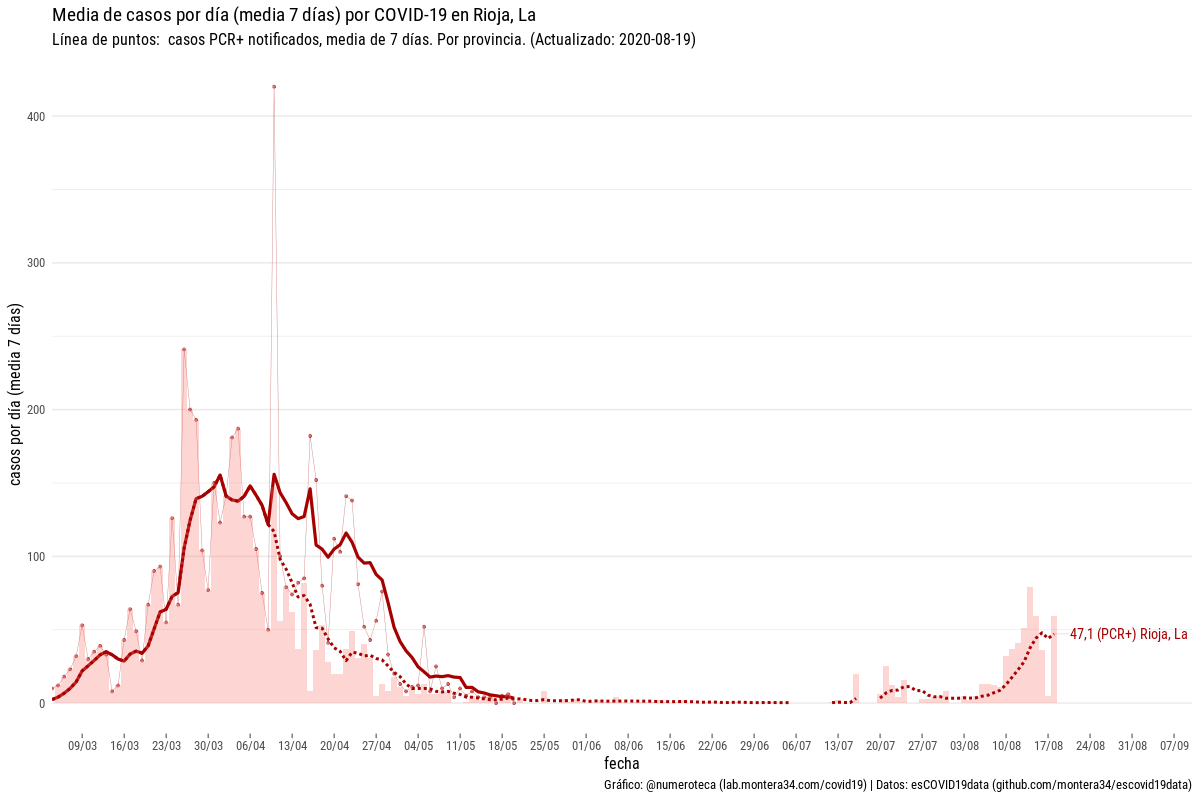 Media de casos por día (media 7 días) por COVID-19 en Rioja, La
Línea de puntos:  casos PCR+ notificados, media de 7 días. Por provincia. (Actualizado: 2020-08-19)
casos por día (media 7 días)
400
300
200
100
0
47,1 (PCR+) Rioja, La
09/03 16/03 23/03 30/03 06/04 13/04 20/04 27/04 04/05 11/05 18/05 25/05 01/06 08/06 15/06 22/06 29/06 06/07 13/07 20/07 27/07 03/08 10/08 17/08 24/08 31/08 07/09
fecha
Gráfico: @numeroteca (lab.montera34.com/covid19) | Datos: esCOVID19data (github.com/montera34/escovid19data)